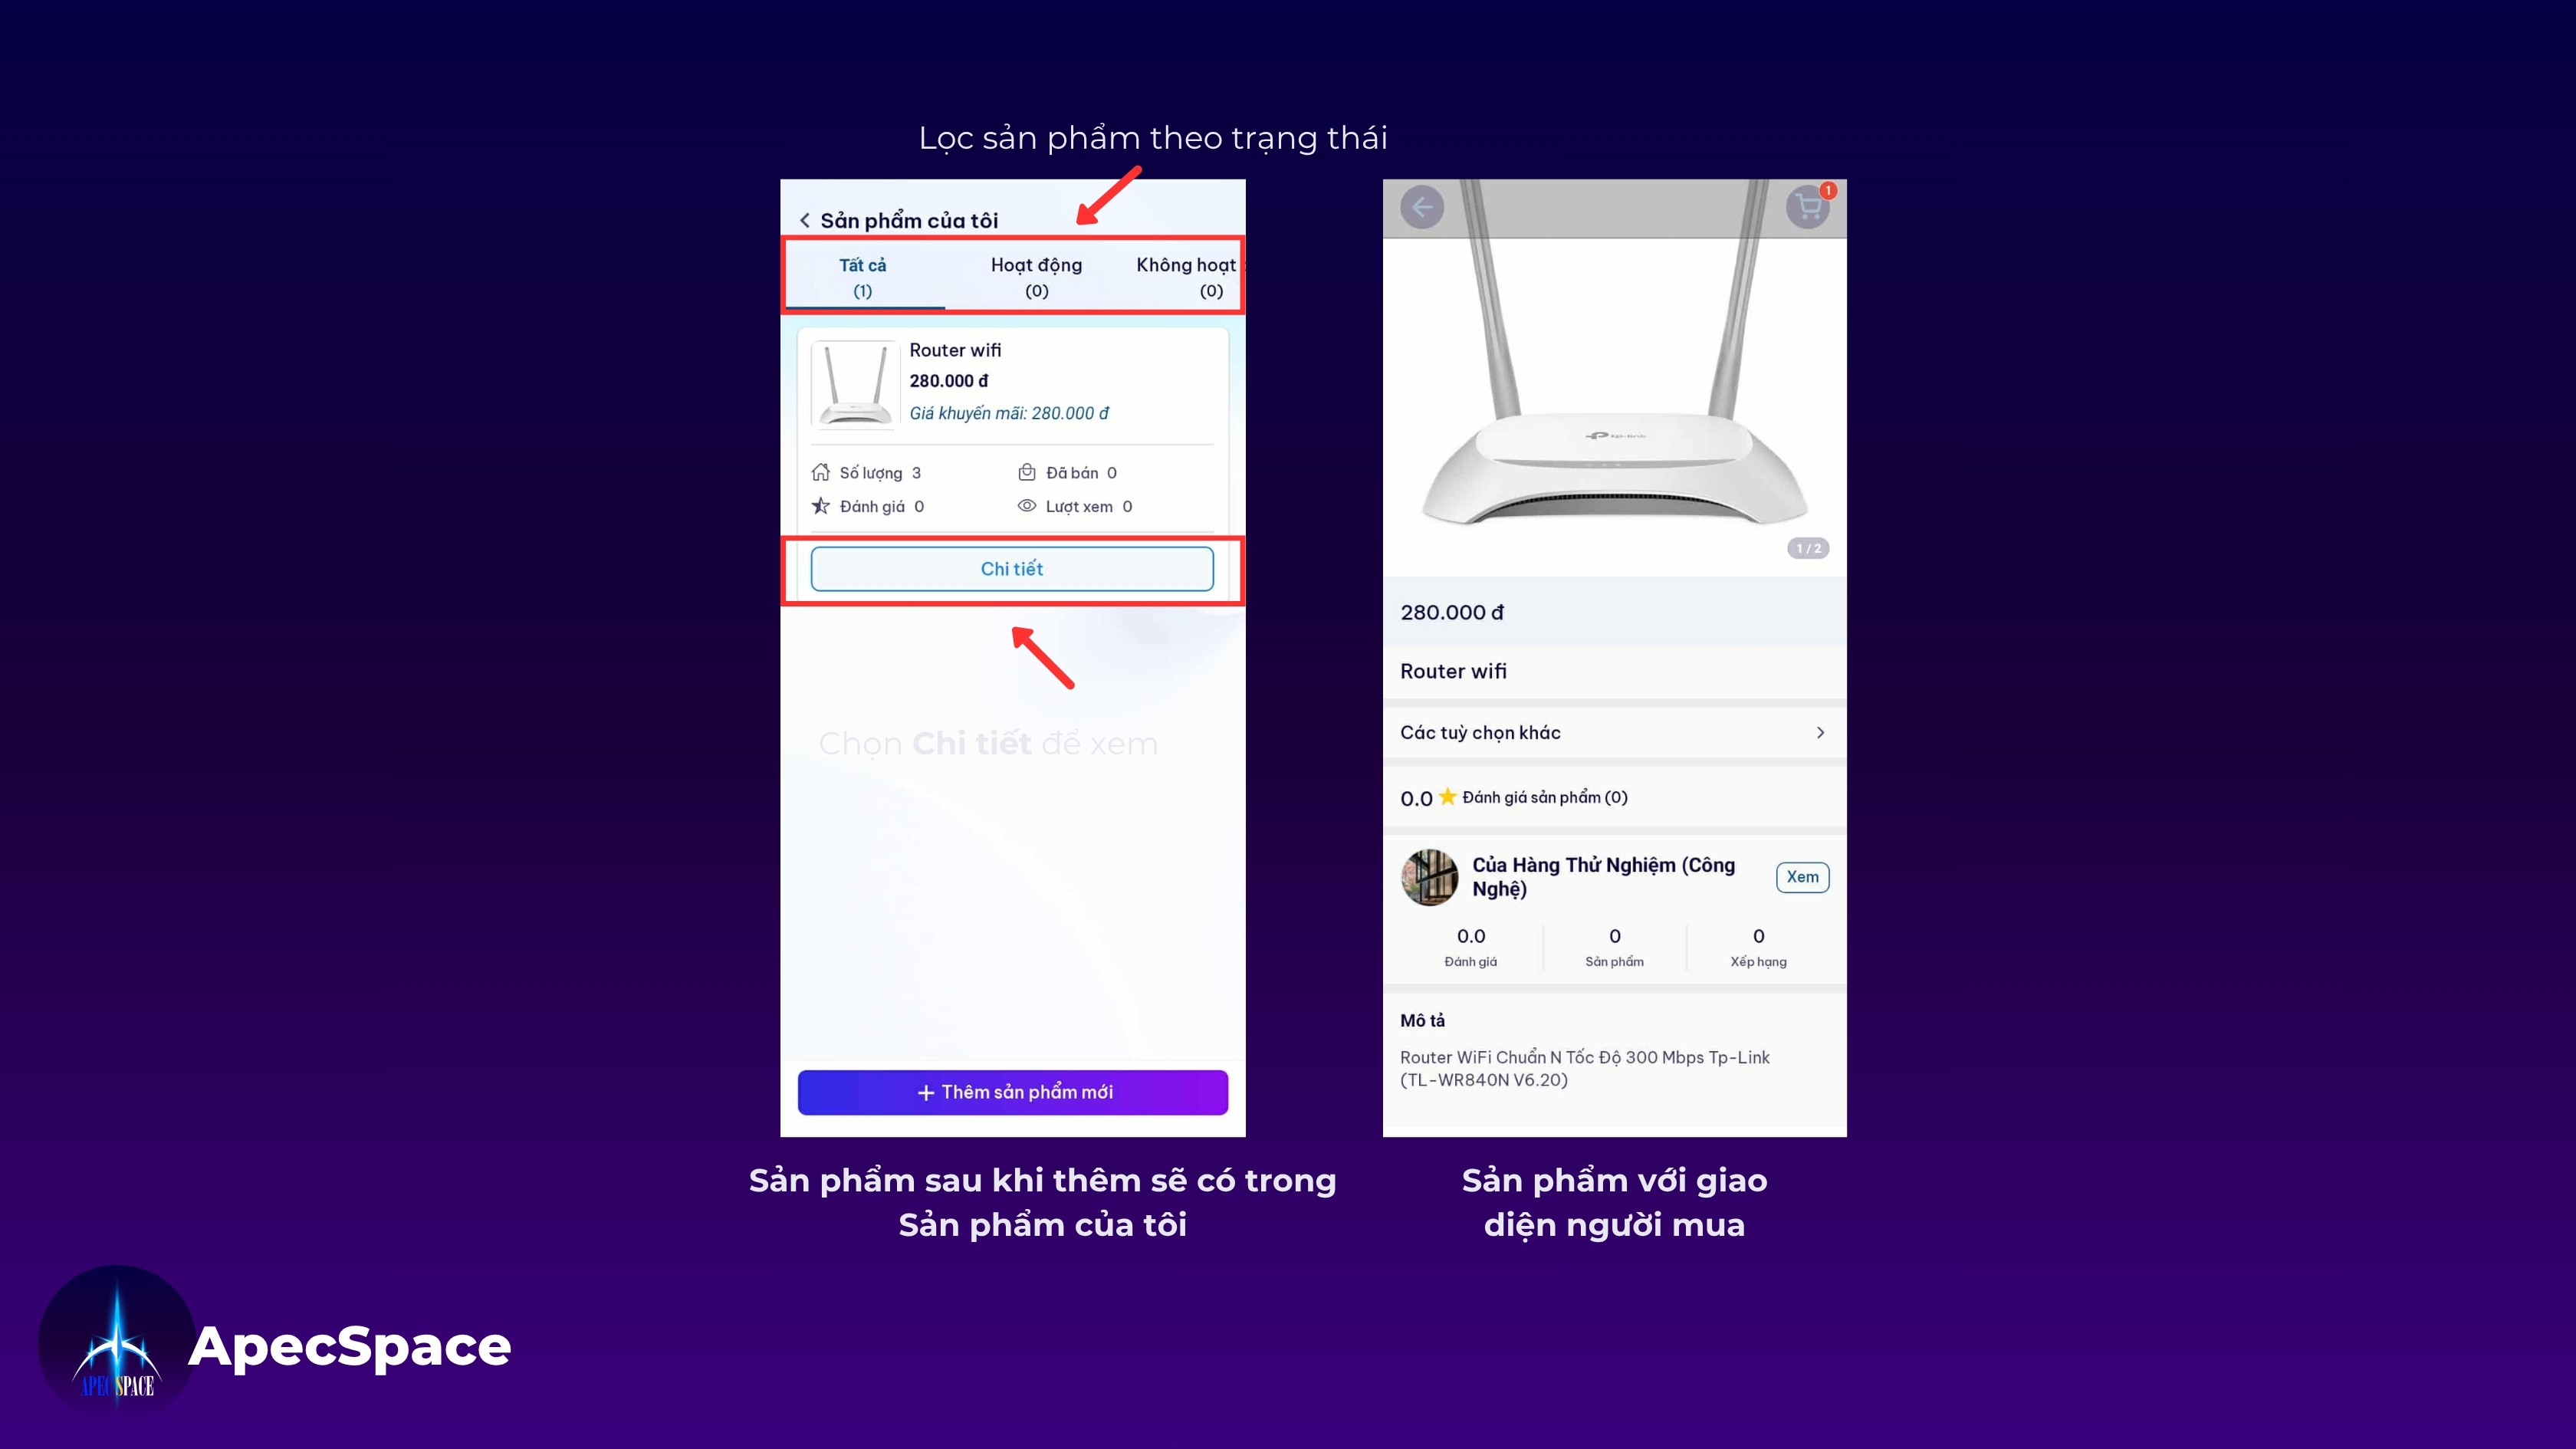 Lọc sản phẩm theo trạng thái
Sản phẩm của tôi
Tất cả
(1)
Hoạt động
(0)
Không hoạt
(0)
Router wifi
280.000 đ
Giá khuyến mãi: 280.000 đ
Số lượng 3
Đã bán 0
Đánh giá 0
Lượt xem 0
Chi tiết
Chọn Chi tiết để xem
+ Thêm sản phẩm mới
Sản phẩm sau khi thêm sẽ có trong
Sản phẩm của tôi
1
tp-link
1 / 2
280.000 đ
Router wifi
Các tuỳ chọn khác
0.0 Đánh giá sản phẩm (0)
Của Hàng Thử Nghiệm (Công
Nghệ)
Xem
0.0
Đánh giá
0
Sản phẩm
0
Xếp hạng
Mô tả
Router WiFi Chuẩn N Tốc Độ 300 Mbps Tp-Link
(TL-WR840N V6.20)
Sản phẩm với giao
diện người mua
APECSPACE
ApecSpace